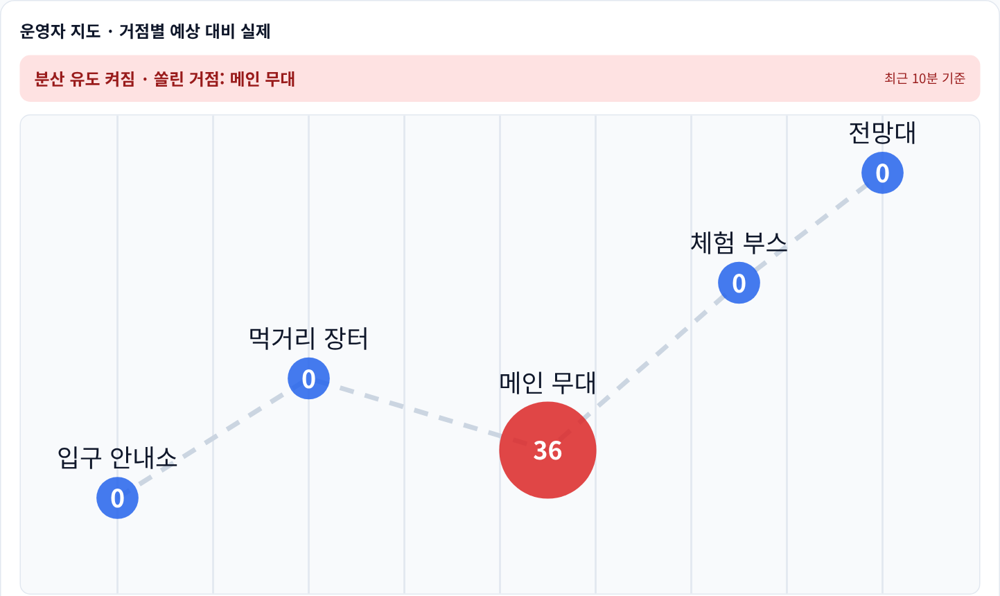 운영자 지도 · 거점별 예상 대비 실제
분산 유도 켜짐 · 쏠린 거점: 메인 무대
최근 10분 기준
전망대
0
체험 부스
0
먹거리 장터
0
메인 무대
36
입구 안내소
0